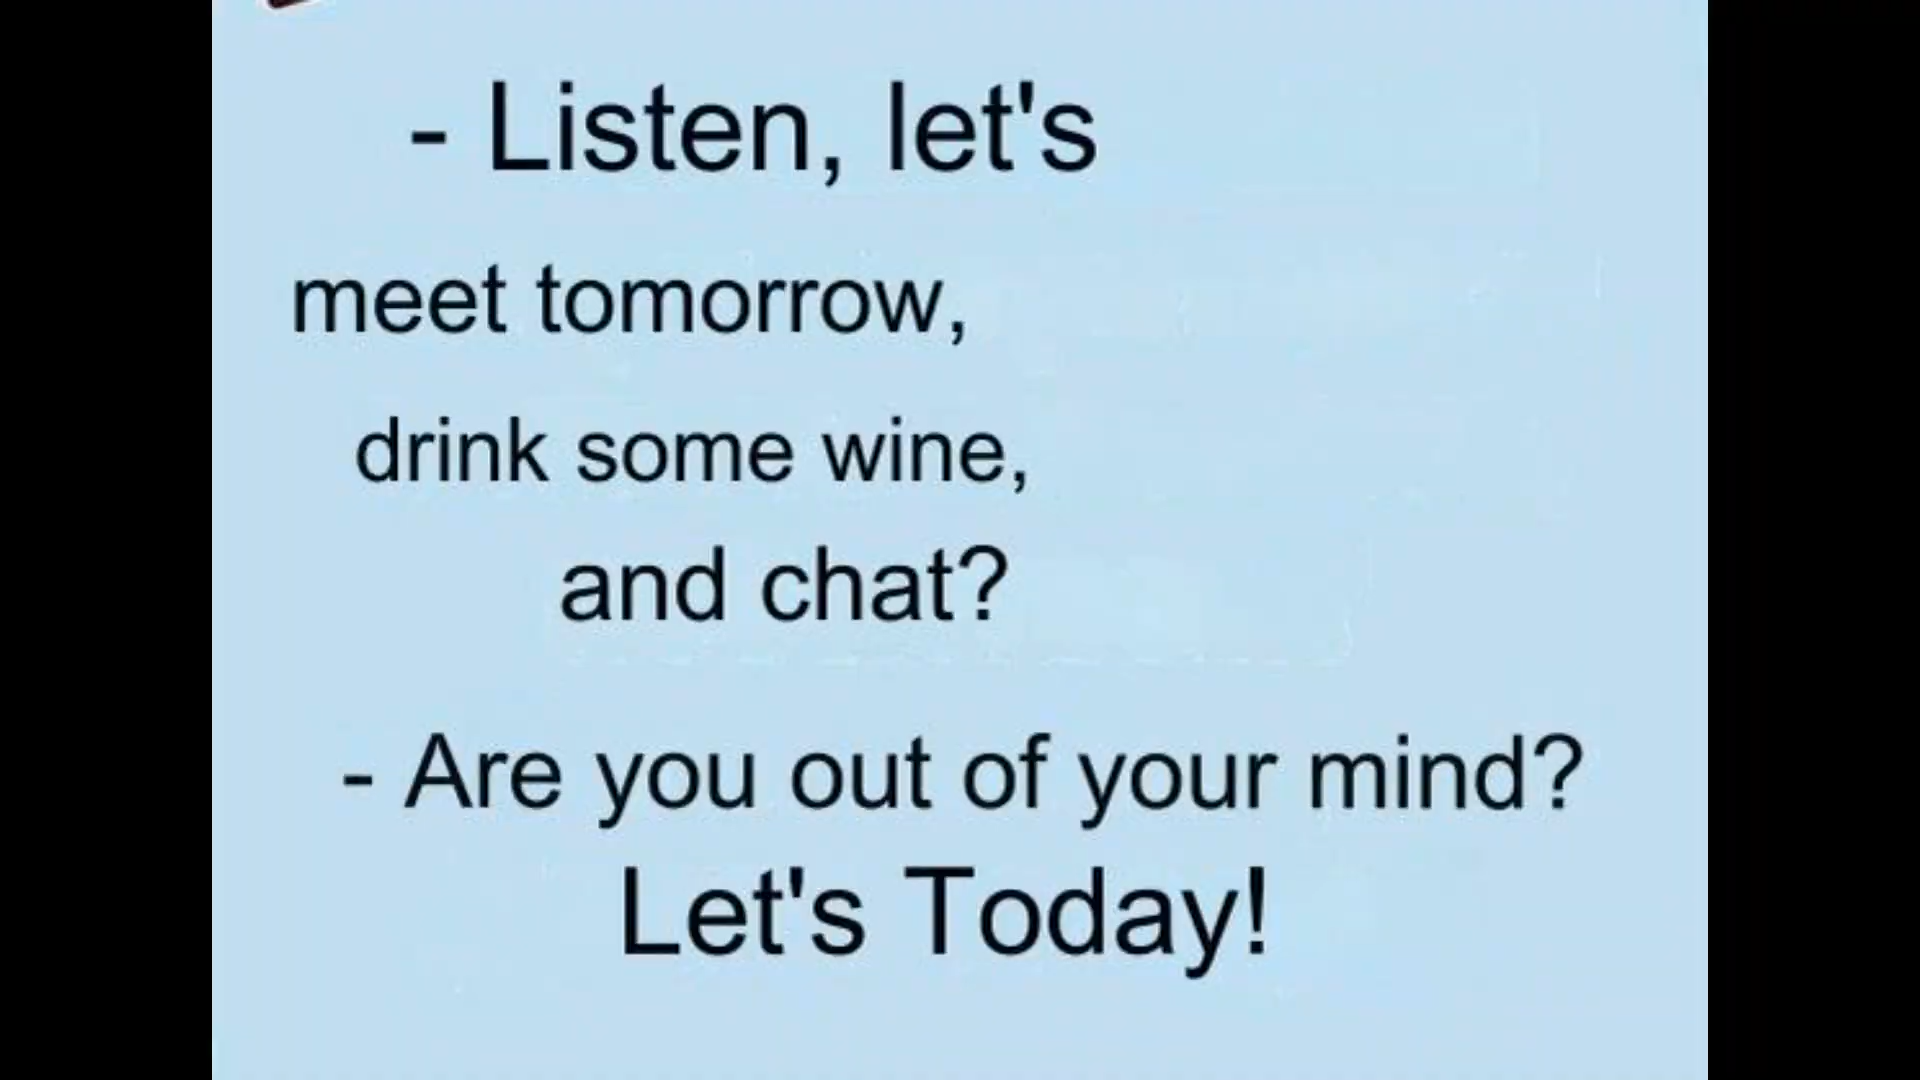 - Listen, let's
meet tomorrow,
drink some wine,
and chat?
- Are you out of your mind?
Let's Today!